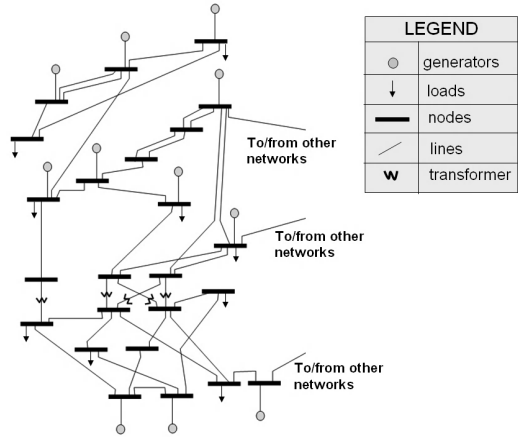 LEGEND
generators
loads
nodes
lines
transformer
To/from other
networks
To/from other
networks
To/from other
networks